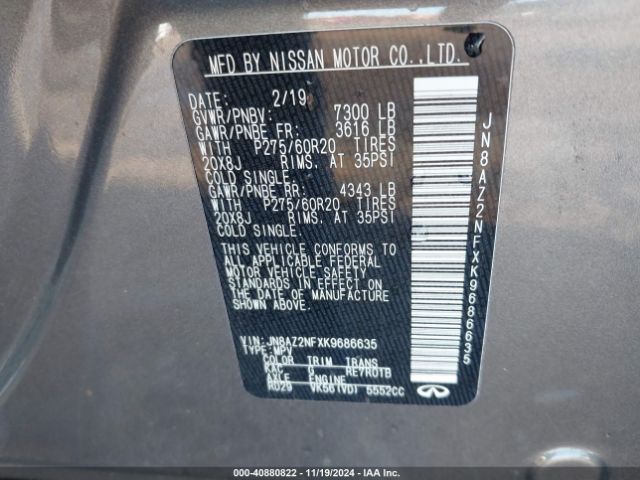 MFD BY NISSAN MOTOR CO.,LTD.
DATE: 2/19
GVWR/PNBV: 7300 LB
GAWR/PNBE FR: 3616 LB
WITH P275/60R20 TIRES
20X8J RIMS, AT 35PSI
COLD SINGLE.
GAWR/PNBE RR: 4343 LB
WITH P275/60R20 TIRES
20X8J RIMS, AT 35PSI
COLD SINGLE.
THIS VEHICLE CONFORMS TO
ALL APPLICABLE FEDERAL
MOTOR VEHICLE SAFETY
STANDARDS IN EFFECT ON
THE DATE OF MANUFACTURE
SHOWN ABOVE.
VIN: JN8AZ2NFXK9686635
TYPE: MPV
COLOR TRIM TRANS
KAC G RE7R01B
AXLE ENGINE
RD29 VK56(VD) 5552CC
JN8AZ2NFXK9686635
000-40880822 - 11/19/2024 - IAA Inc.